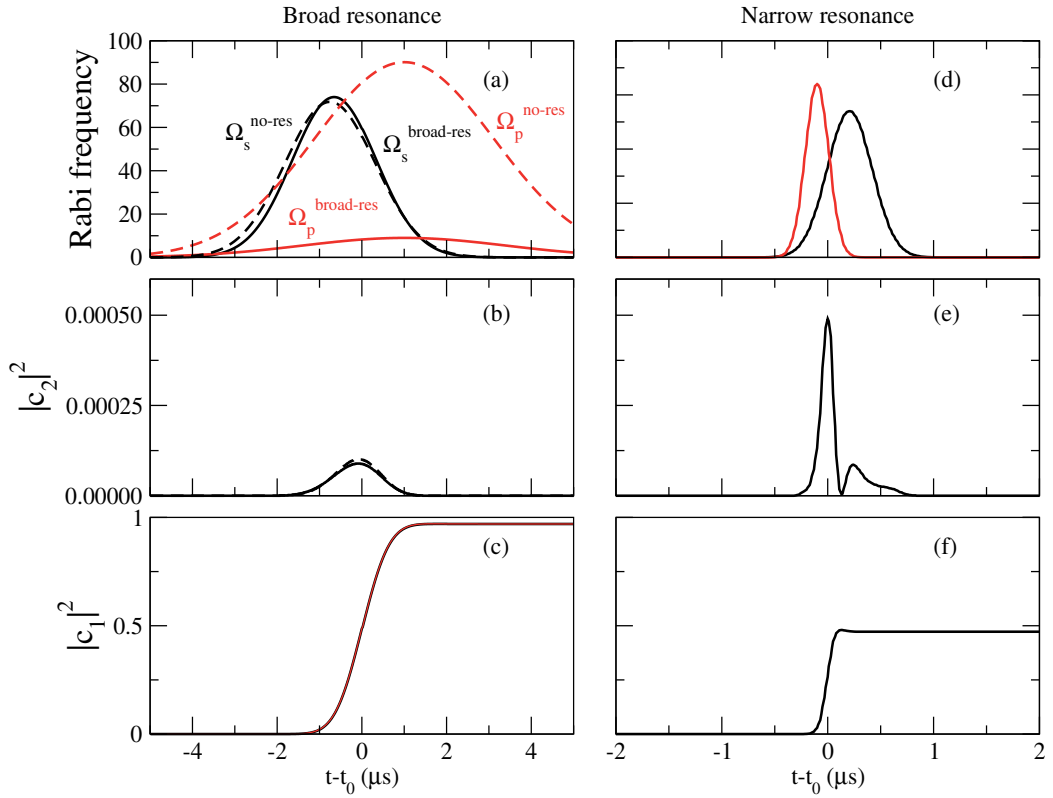 Broad resonance
Narrow resonance
100
80
60
40
20
0
Rabi frequency
(a)
Ω_s^no-res
Ω_s^broad-res
Ω_p^no-res
Ω_p^broad-res
(d)
0.00050
0.00025
0.00000
|c_2|^2
(b)
(e)
1
0.5
0
|c_1|^2
(c)
(f)
-4 -2 0 2 4
-2 -1 0 1 2
t-t_0 (μs)
t-t_0 (μs)